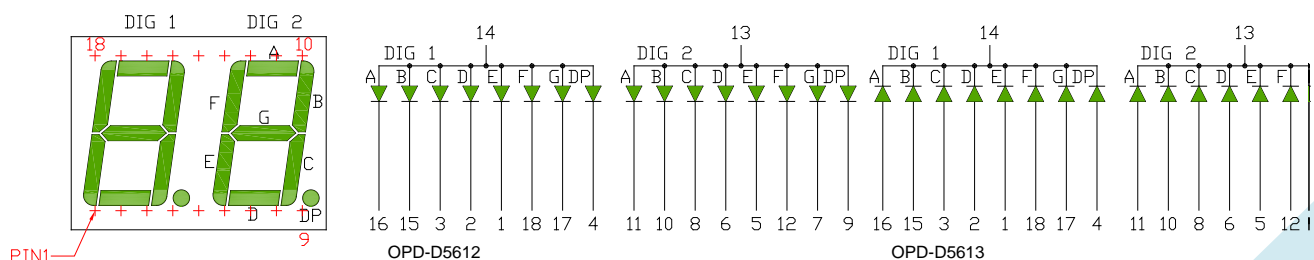 DIG 1 DIG 2
18 A 10
F B
G
E C
D DP
PIN1 9
14
DIG 1
A B C D E F G DP
16 15 3 2 1 18 17 4
OPD-D5612
13
DIG 2
A B C D E F G DP
11 10 8 6 5 12 7 9
14
DIG 1
A B C D E F G DP
16 15 3 2 1 18 17 4
OPD-D5613
13
DIG 2
A B C D E F
11 10 8 6 5 12